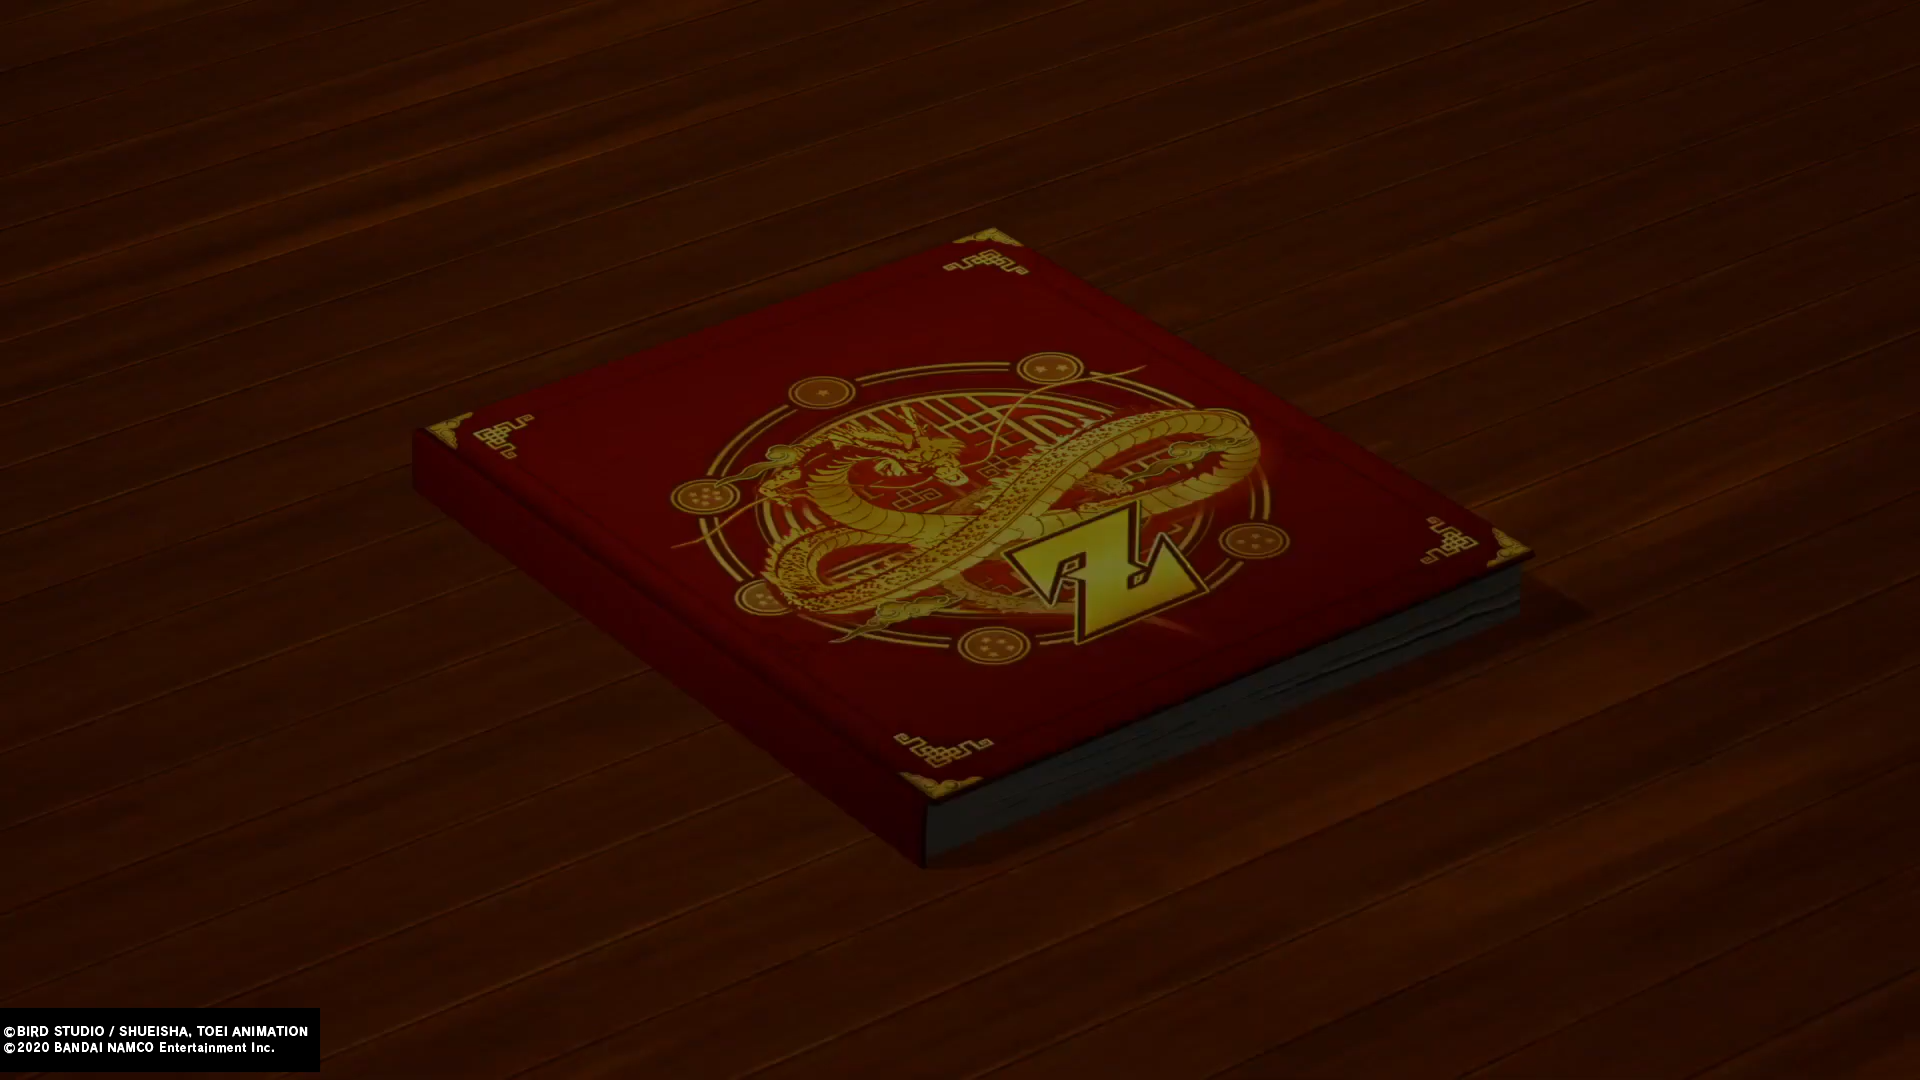 Z
©BIRD STUDIO / SHUEISHA, TOEI ANIMATION
©2020 BANDAI NAMCO Entertainment Inc.